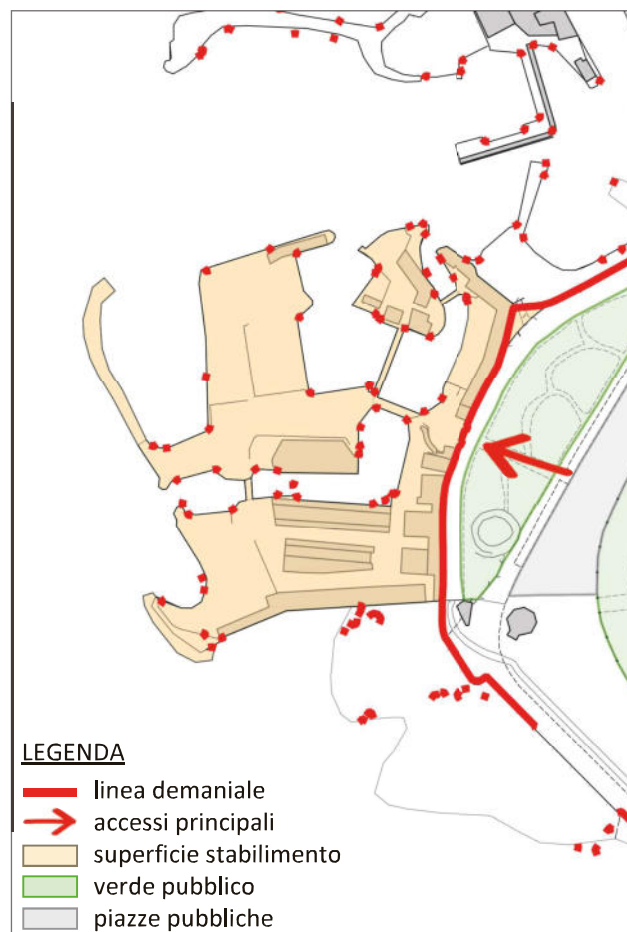 LEGENDA
linea demaniale
accessi principali
superficie stabilimento
verde pubblico
piazze pubbliche